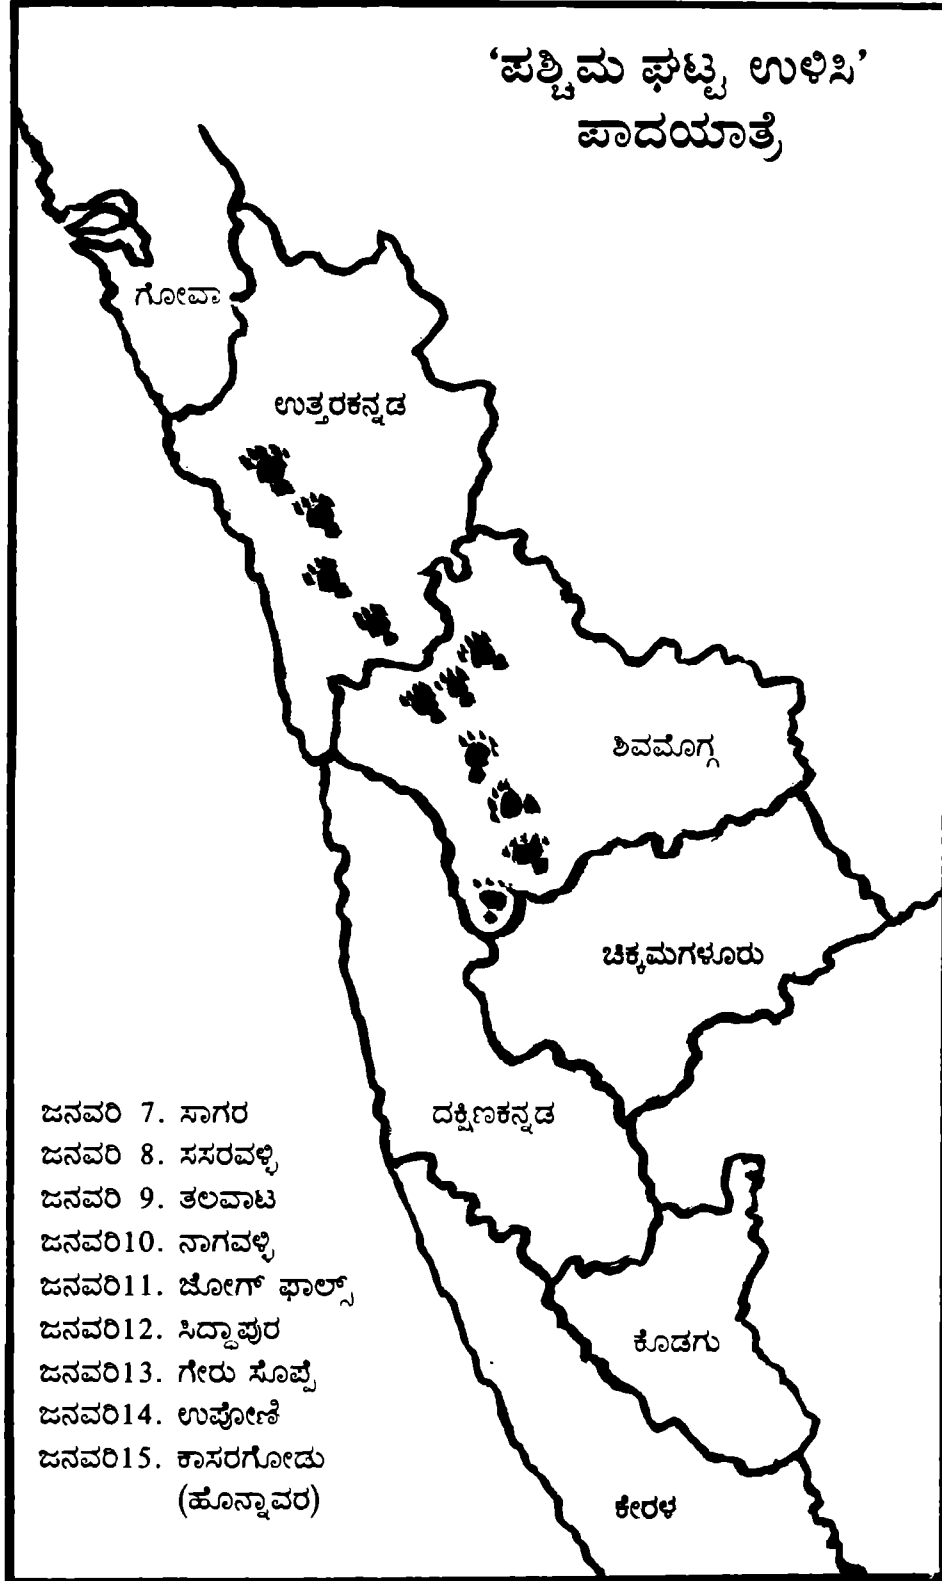 ‘ಪಶ್ಚಿಮ ಘಟ್ಟ ಉಳಿಸಿ’
ಪಾದಯಾತ್ರೆ
ಗೋವಾ
ಉತ್ತರಕನ್ನಡ
ಶಿವಮೊಗ್ಗ
ಚಿಕ್ಕಮಗಳೂರು
ದಕ್ಷಿಣಕನ್ನಡ
ಜನವರಿ 7. ಸಾಗರ
ಜನವರಿ 8. ಸಸರವಳ್ಳಿ
ಜನವರಿ 9. ತಲವಾಟ
ಜನವರಿ10. ನಾಗವಳ್ಳಿ
ಜನವರಿ11. ಜೋಗ್ ಫಾಲ್ಸ್
ಜನವರಿ12. ಸಿದ್ಧಾಪುರ
ಜನವರಿ13. ಗೇರು ಸೊಪ್ಪೆ
ಜನವರಿ14. ಉಪೋಣಿ
ಜನವರಿ15. ಕಾಸರಗೋಡು
(ಹೊನ್ನಾವರ)
ಕೊಡಗು
ಕೇರಳ